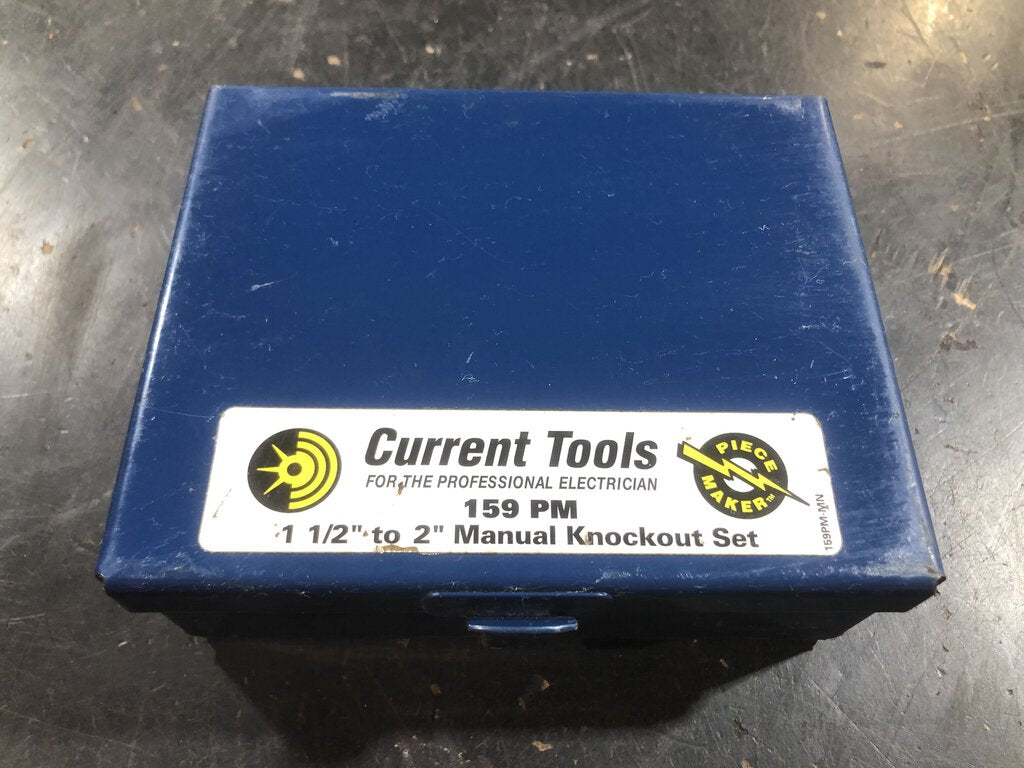 Current Tools
FOR THE PROFESSIONAL ELECTRICIAN
159 PM
1 1/2" to 2" Manual Knockout Set
PIECE
MAKER™
159PM-MN